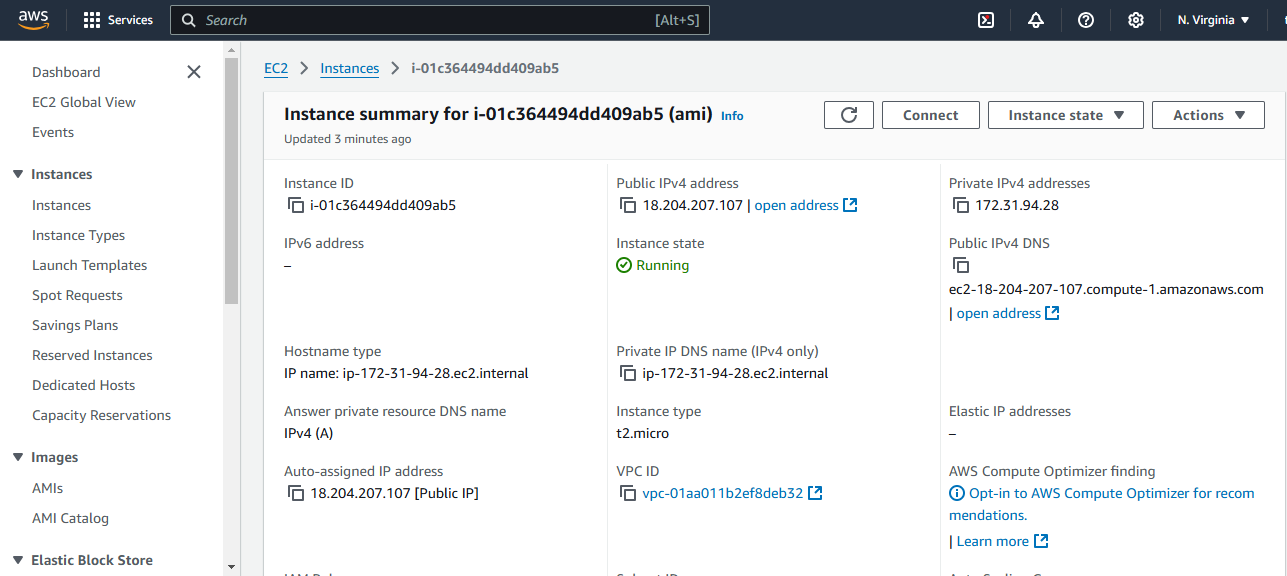 aws
Services
Search
[Alt+S]
N. Virginia
Dashboard
EC2 Global View
Events
Instances
Instances
Instance Types
Launch Templates
Spot Requests
Savings Plans
Reserved Instances
Dedicated Hosts
Capacity Reservations
Images
AMIs
AMI Catalog
Elastic Block Store
EC2 > Instances > i-01c364494dd409ab5
Instance summary for i-01c364494dd409ab5 (ami) Info
Updated 3 minutes ago
Connect
Instance state
Actions
Instance ID
i-01c364494dd409ab5
Public IPv4 address
18.204.207.107 | open address
Private IPv4 addresses
172.31.94.28
IPv6 address
–
Instance state
Running
Public IPv4 DNS
ec2-18-204-207-107.compute-1.amazonaws.com
| open address
Hostname type
IP name: ip-172-31-94-28.ec2.internal
Private IP DNS name (IPv4 only)
ip-172-31-94-28.ec2.internal
Answer private resource DNS name
IPv4 (A)
Instance type
t2.micro
Elastic IP addresses
–
Auto-assigned IP address
18.204.207.107 [Public IP]
VPC ID
vpc-01aa011b2ef8deb32
AWS Compute Optimizer finding
Opt-in to AWS Compute Optimizer for recom
mendations.
| Learn more